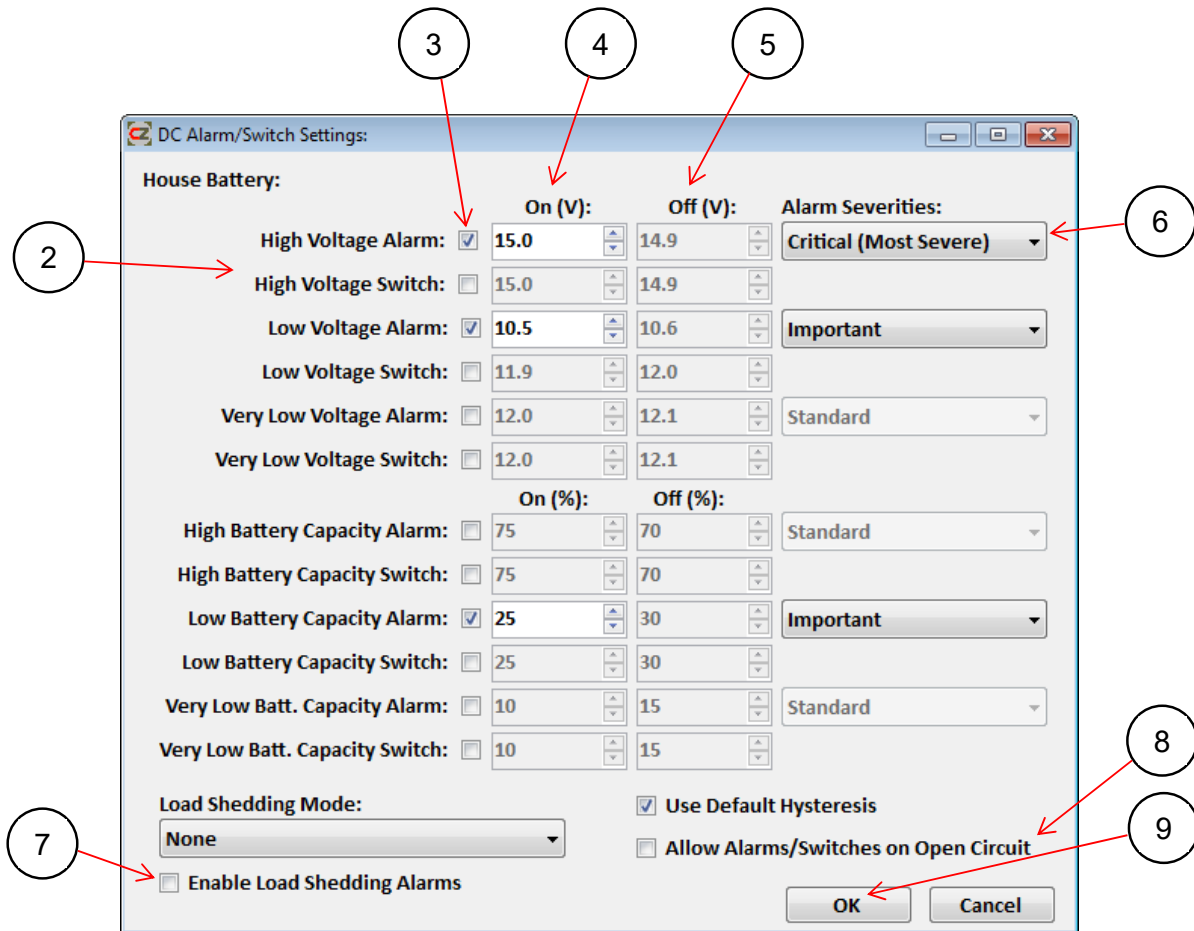 3 4 5
CZ DC Alarm/Switch Settings:
House Battery:
On (V): Off (V): Alarm Severities:
6
High Voltage Alarm: 15.0 14.9 Critical (Most Severe)
2
High Voltage Switch: 15.0 14.9
Low Voltage Alarm: 10.5 10.6 Important
Low Voltage Switch: 11.9 12.0
Very Low Voltage Alarm: 12.0 12.1 Standard
Very Low Voltage Switch: 12.0 12.1
On (%): Off (%):
High Battery Capacity Alarm: 75 70 Standard
High Battery Capacity Switch: 75 70
Low Battery Capacity Alarm: 25 30 Important
Low Battery Capacity Switch: 25 30
Very Low Batt. Capacity Alarm: 10 15 Standard
8
Very Low Batt. Capacity Switch: 10 15
Load Shedding Mode: Use Default Hysteresis
9
None Allow Alarms/Switches on Open Circuit
7
Enable Load Shedding Alarms
OK Cancel